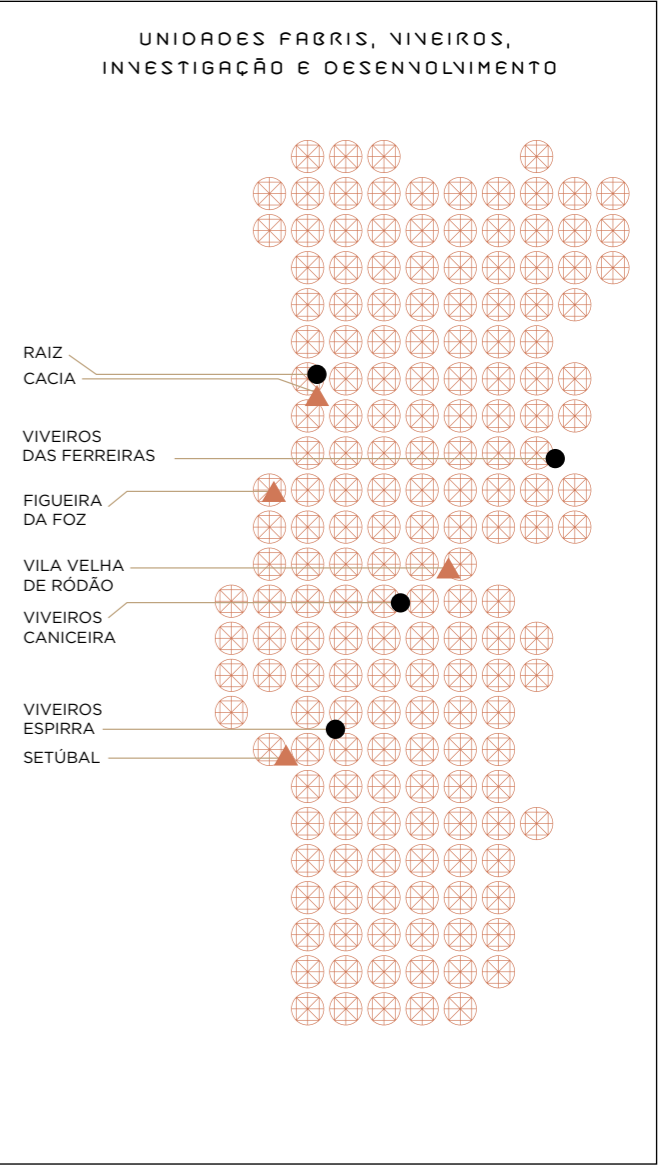 UNIDADES FABRIS, VIVEIROS,
INVESTIGAÇÃO E DESENVOLVIMENTO
RAIZ
CACIA
VIVEIROS
DAS FERREIRAS
FIGUEIRA
DA FOZ
VILA VELHA
DE RÓDÃO
VIVEIROS
CANICEIRA
VIVEIROS
ESPIRRA
SETÚBAL